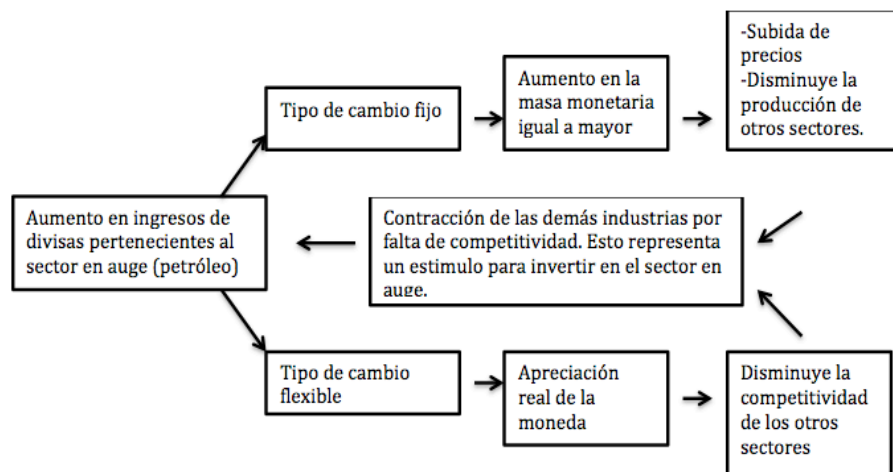 -Subida de
precios
-Disminuye la
producción de
otros sectores.
Tipo de cambio fijo
Aumento en la
masa monetaria
igual a mayor
Aumento en ingresos de
divisas pertenecientes al
sector en auge (petróleo)
Contracción de las demás industrias por
falta de competitividad. Esto representa
un estimulo para invertir en el sector en
auge.
Tipo de cambio
flexible
Apreciación
real de la
moneda
Disminuye la
competitividad
de los otros
sectores